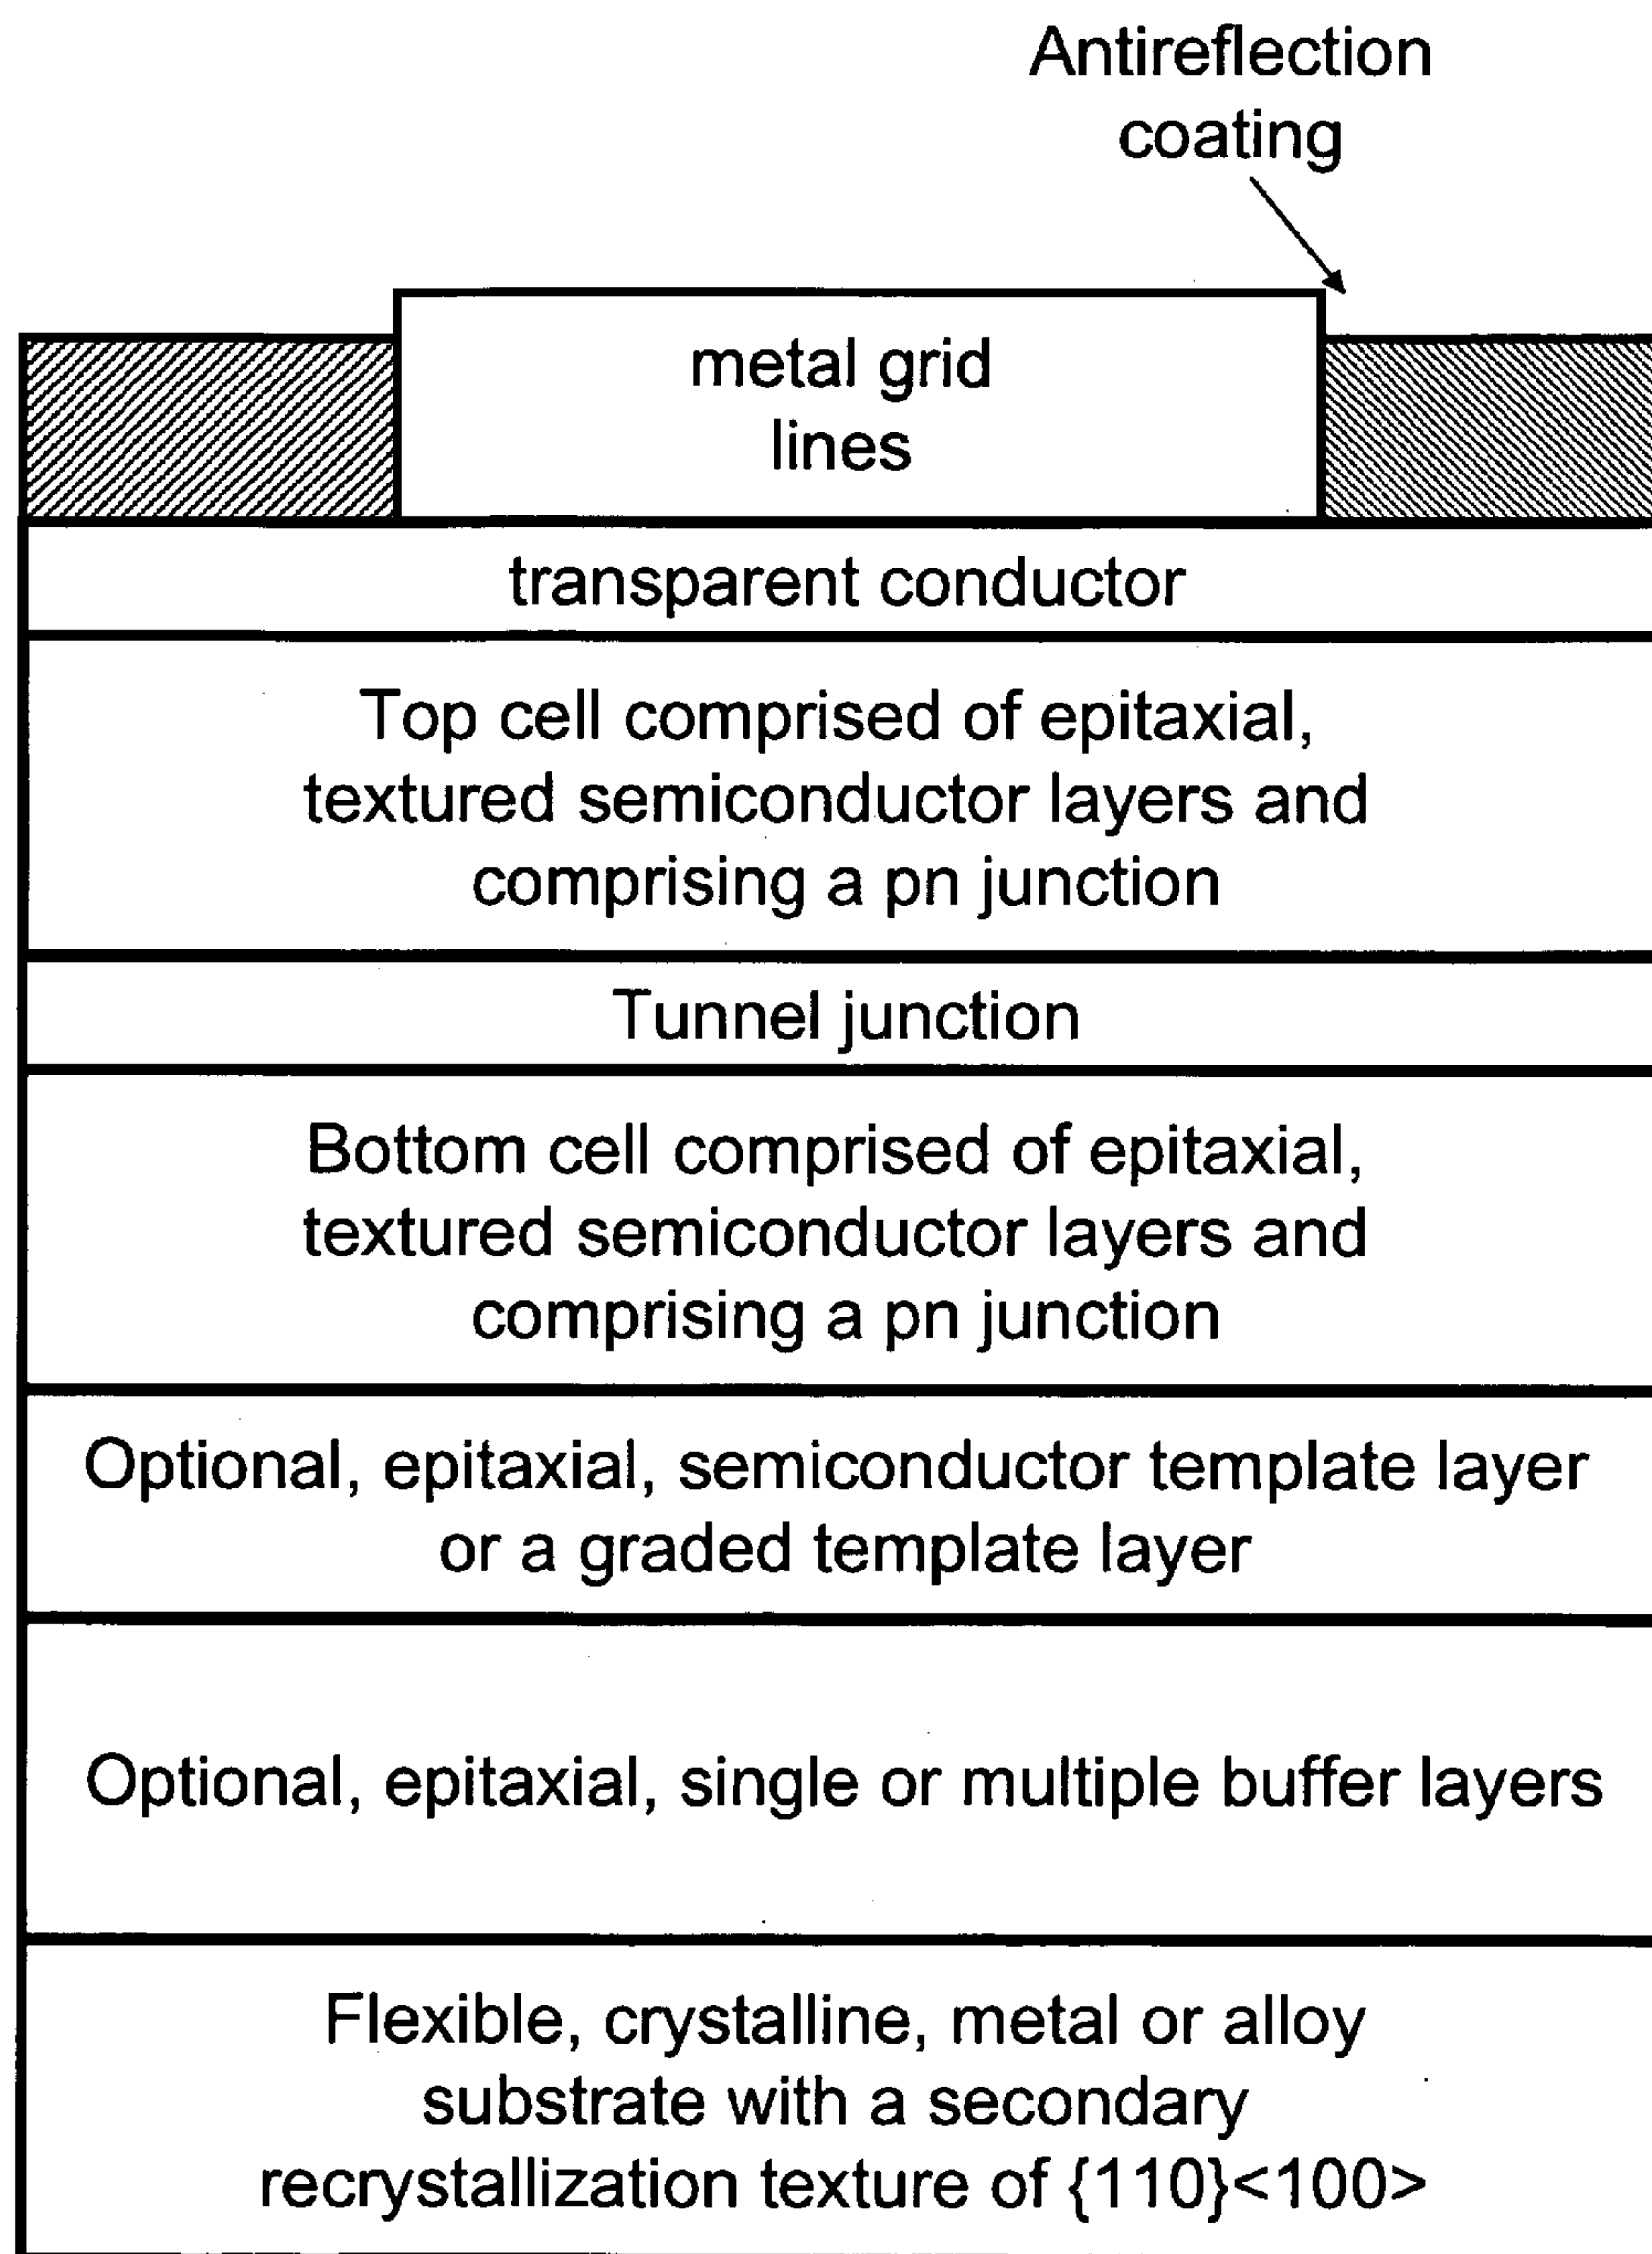 Antireflection
coating
metal grid
lines
transparent conductor
Top cell comprised of epitaxial,
textured semiconductor layers and
comprising a pn junction
Tunnel junction
Bottom cell comprised of epitaxial,
textured semiconductor layers and
comprising a pn junction
Optional, epitaxial, semiconductor template layer
or a graded template layer
Optional, epitaxial, single or multiple buffer layers
Flexible, crystalline, metal or alloy
substrate with a secondary
recrystallization texture of {110}<100>